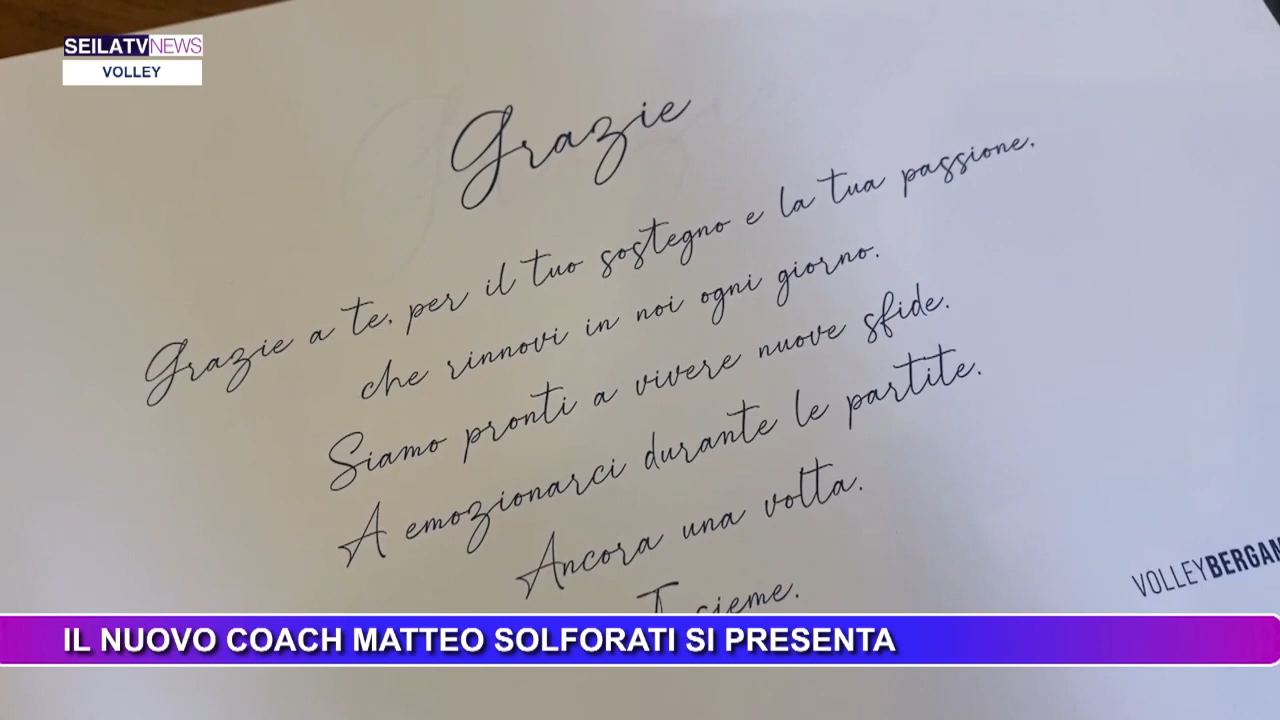 SEILATVNEWS
VOLLEY
Grazie
Grazie a te, per il tuo sostegno e la tua passione,
che rinnovi in noi ogni giorno.
Siamo pronti a vivere nuove sfide.
A emozionarci durante le partite.
Ancora una volta.
VOLLEYBERGAM
IL NUOVO COACH MATTEO SOLFORATI SI PRESENTA